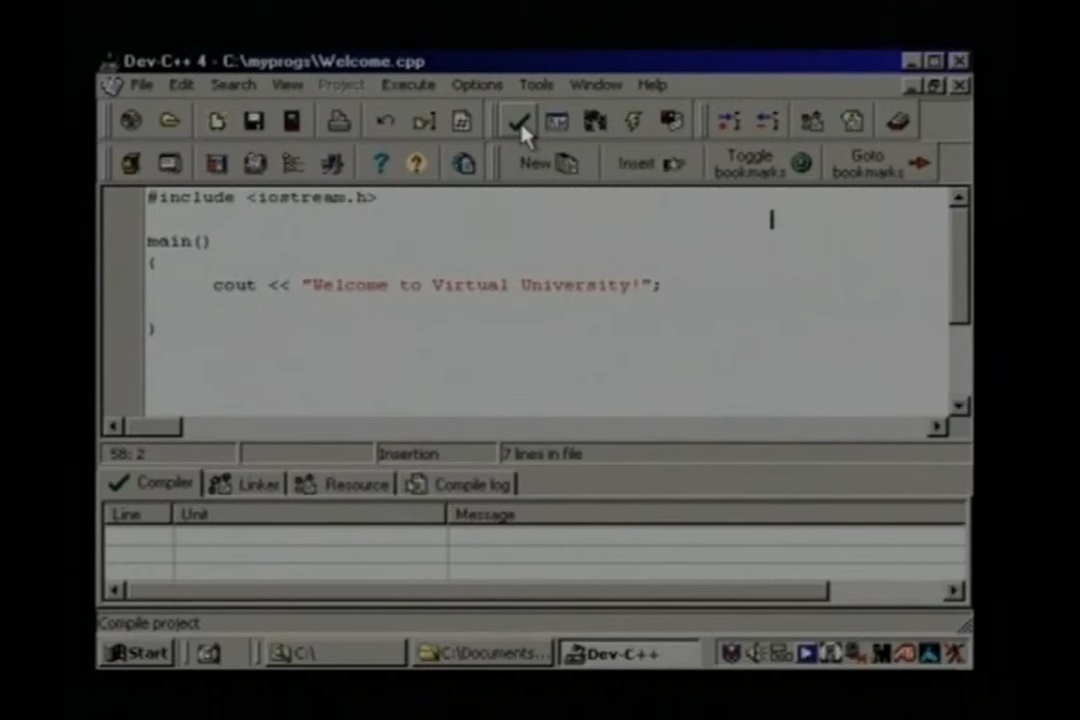 Dev-C++ 4 - C:\myprogs\Welcome.cpp
File Edit Search View Project Execute Options Tools Window Help
New Insert Toggle bookmarks Goto bookmarks
#include <iostream.h>
main()
{
cout << "Welcome to Virtual University!";
}
58: 2 Insertion 7 lines in file
Compiler Linker Resource Compile log
Line Unit Message
Compile project
Start C:\ C:\Documents... Dev-C++